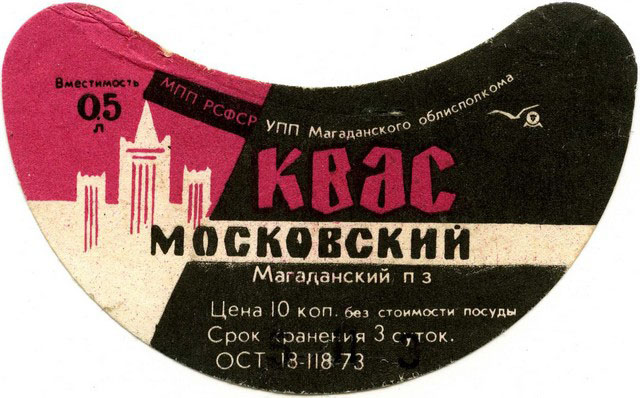 Вместимость
0,5
л
МПП РСФСР УПП Магаданского облисполкома
КВАС
МОСКОВСКИЙ
Магаданский п з
Цена 10 коп. без стоимости посуды
Срок хранения 3 суток.
ОСТ 18-118-73